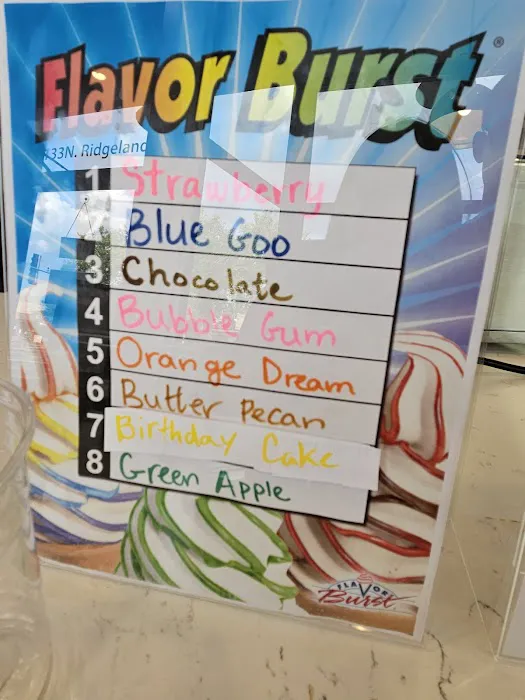 Flavor Burst®
133N. Ridgeland
1 Strawberry
2 Blue Goo
3 Chocolate
4 Bubble Gum
5 Orange Dream
6 Butter Pecan
7 Birthday Cake
8 Green Apple
FLAVOR
Burst